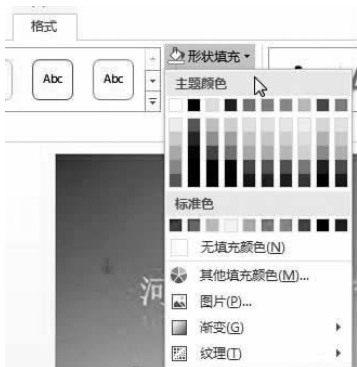 格式
形状填充
Abc
Abc
主题颜色
标准色
无填充颜色(N)
其他填充颜色(M)...
图片(P)...
渐变(G)
纹理(T)
河